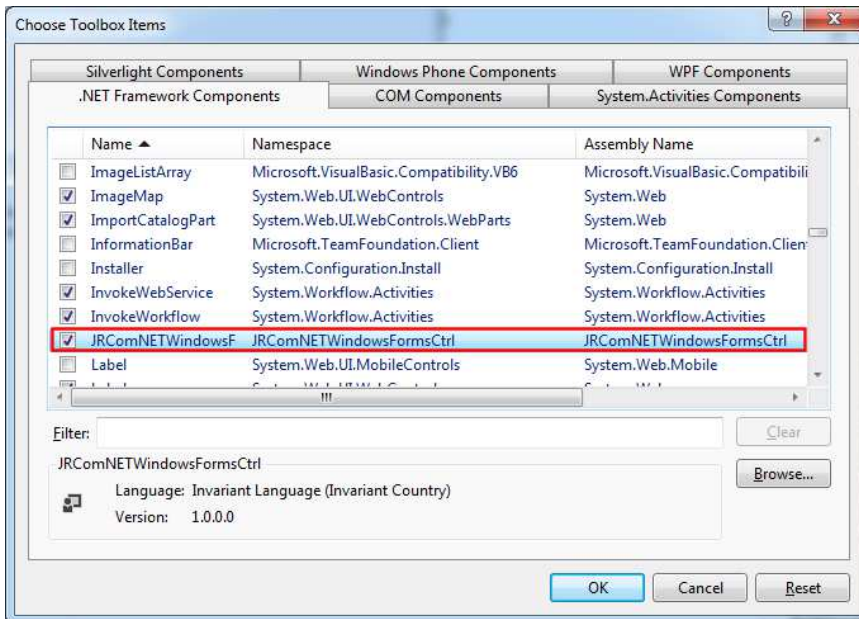 Choose Toolbox Items
Silverlight Components Windows Phone Components WPF Components
.NET Framework Components COM Components System.Activities Components
Name Namespace Assembly Name
ImageListArray Microsoft.VisualBasic.Compatibility.VB6 Microsoft.VisualBasic.Compatibili
ImageMap System.Web.UI.WebControls System.Web
ImportCatalogPart System.Web.UI.WebControls.WebParts System.Web
InformationBar Microsoft.TeamFoundation.Client Microsoft.TeamFoundation.Clien
Installer System.Configuration.Install System.Configuration.Install
InvokeWebService System.Workflow.Activities System.Workflow.Activities
InvokeWorkflow System.Workflow.Activities System.Workflow.Activities
JRComNETWindowsF JRComNETWindowsFormsCtrl JRComNETWindowsFormsCtrl
Label System.Web.UI.MobileControls System.Web.Mobile
Filter: Clear
JRComNETWindowsFormsCtrl
Browse...
Language: Invariant Language (Invariant Country)
Version: 1.0.0.0
OK Cancel Reset